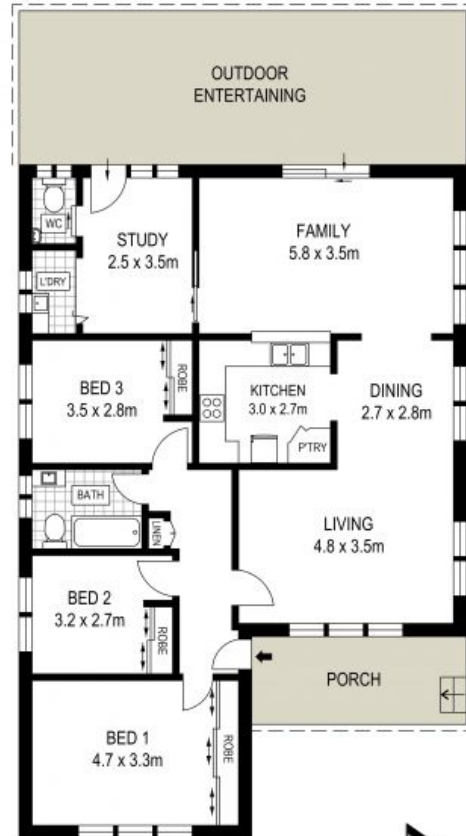 OUTDOOR
ENTERTAINING
WC
STUDY
2.5 x 3.5m
FAMILY
5.8 x 3.5m
L'DRY
BED 3
3.5 x 2.8m
ROBE
KITCHEN
3.0 x 2.7m
P'TRY
DINING
2.7 x 2.8m
BATH
LINEN
LIVING
4.8 x 3.5m
BED 2
3.2 x 2.7m
ROBE
PORCH
BED 1
4.7 x 3.3m
ROBE